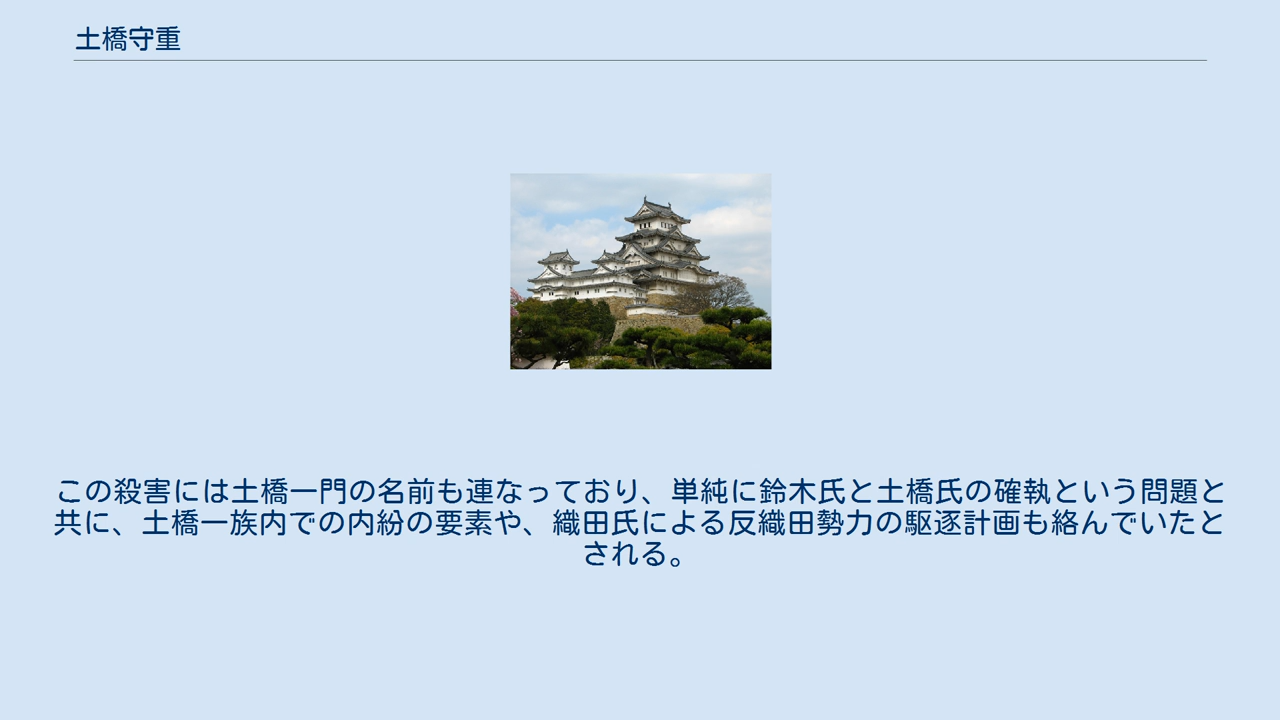 土橋守重
この殺害には土橋一門の名前も連なっており、単純に鈴木氏と土橋氏の確執という問題と
共に、土橋一族内での内紛の要素や、織田氏による反織田勢力の駆逐計画も絡んでいたと
される。